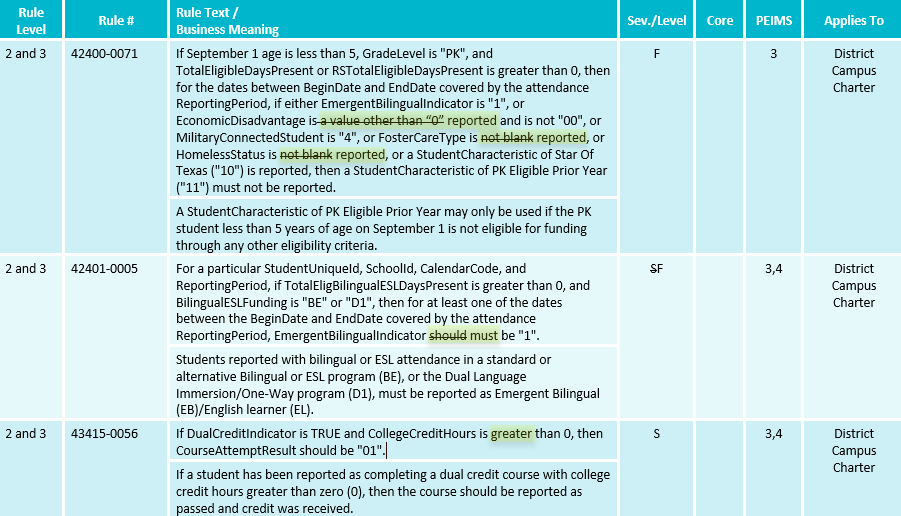 Rule Level
Rule #
Rule Text /
Business Meaning
Sev./Level
Core
PEIMS
Applies To
2 and 3
42400-0071
If September 1 age is less than 5, GradeLevel is "PK", and
TotalEligibleDaysPresent or RSTotalEligibleDaysPresent is greater than 0, then
for the dates between BeginDate and EndDate covered by the attendance
ReportingPeriod, if either EmergentBilingualIndicator is "1", or
EconomicDisadvantage is a value other than “0” reported and is not "00", or
MilitaryConnectedStudent is "4", or FosterCareType is not blank reported, or
HomelessStatus is not blank reported, or a StudentCharacteristic of Star Of
Texas ("10") is reported, then a StudentCharacteristic of PK Eligible Prior Year
("11") must not be reported.
F
3
District
Campus
Charter
A StudentCharacteristic of PK Eligible Prior Year may only be used if the PK
student less than 5 years of age on September 1 is not eligible for funding
through any other eligibility criteria.
2 and 3
42401-0005
For a particular StudentUniqueId, SchoolId, CalendarCode, and
ReportingPeriod, if TotalEligBilingualESLDaysPresent is greater than 0, and
BilingualESLFunding is "BE" or "D1", then for at least one of the dates
between the BeginDate and EndDate covered by the attendance
ReportingPeriod, EmergentBilingualIndicator should must be "1".
SF
3,4
District
Campus
Charter
Students reported with bilingual or ESL attendance in a standard or
alternative Bilingual or ESL program (BE), or the Dual Language
Immersion/One-Way program (D1), must be reported as Emergent Bilingual
(EB)/English learner (EL).
2 and 3
43415-0056
If DualCreditIndicator is TRUE and CollegeCreditHours is greater than 0, then
CourseAttemptResult should be "01".
S
3,4
District
Campus
Charter
If a student has been reported as completing a dual credit course with college
credit hours greater than zero (0), then the course should be reported as
passed and credit was received.